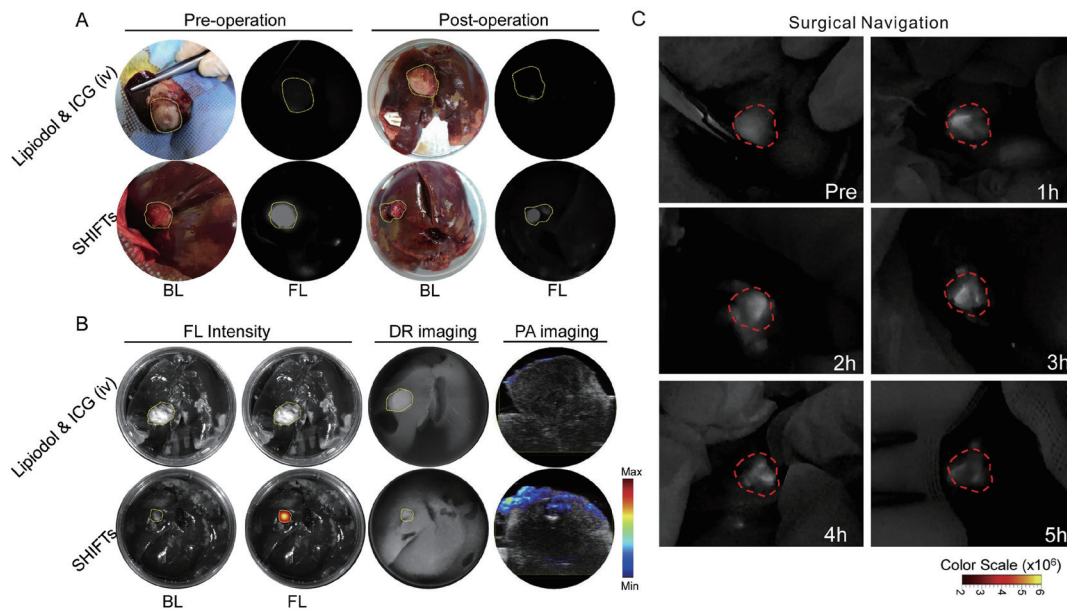 A
Pre-operation
Post-operation
Lipiodol & ICG (iv)
SHIFTs
BL
FL
BL
FL
B
FL Intensity
DR imaging
PA imaging
Lipiodol & ICG (iv)
SHIFTs
BL
FL
Max
Min
C
Surgical Navigation
Pre
1h
2h
3h
4h
5h
Color Scale (x10⁶)
2 3 4 5 6